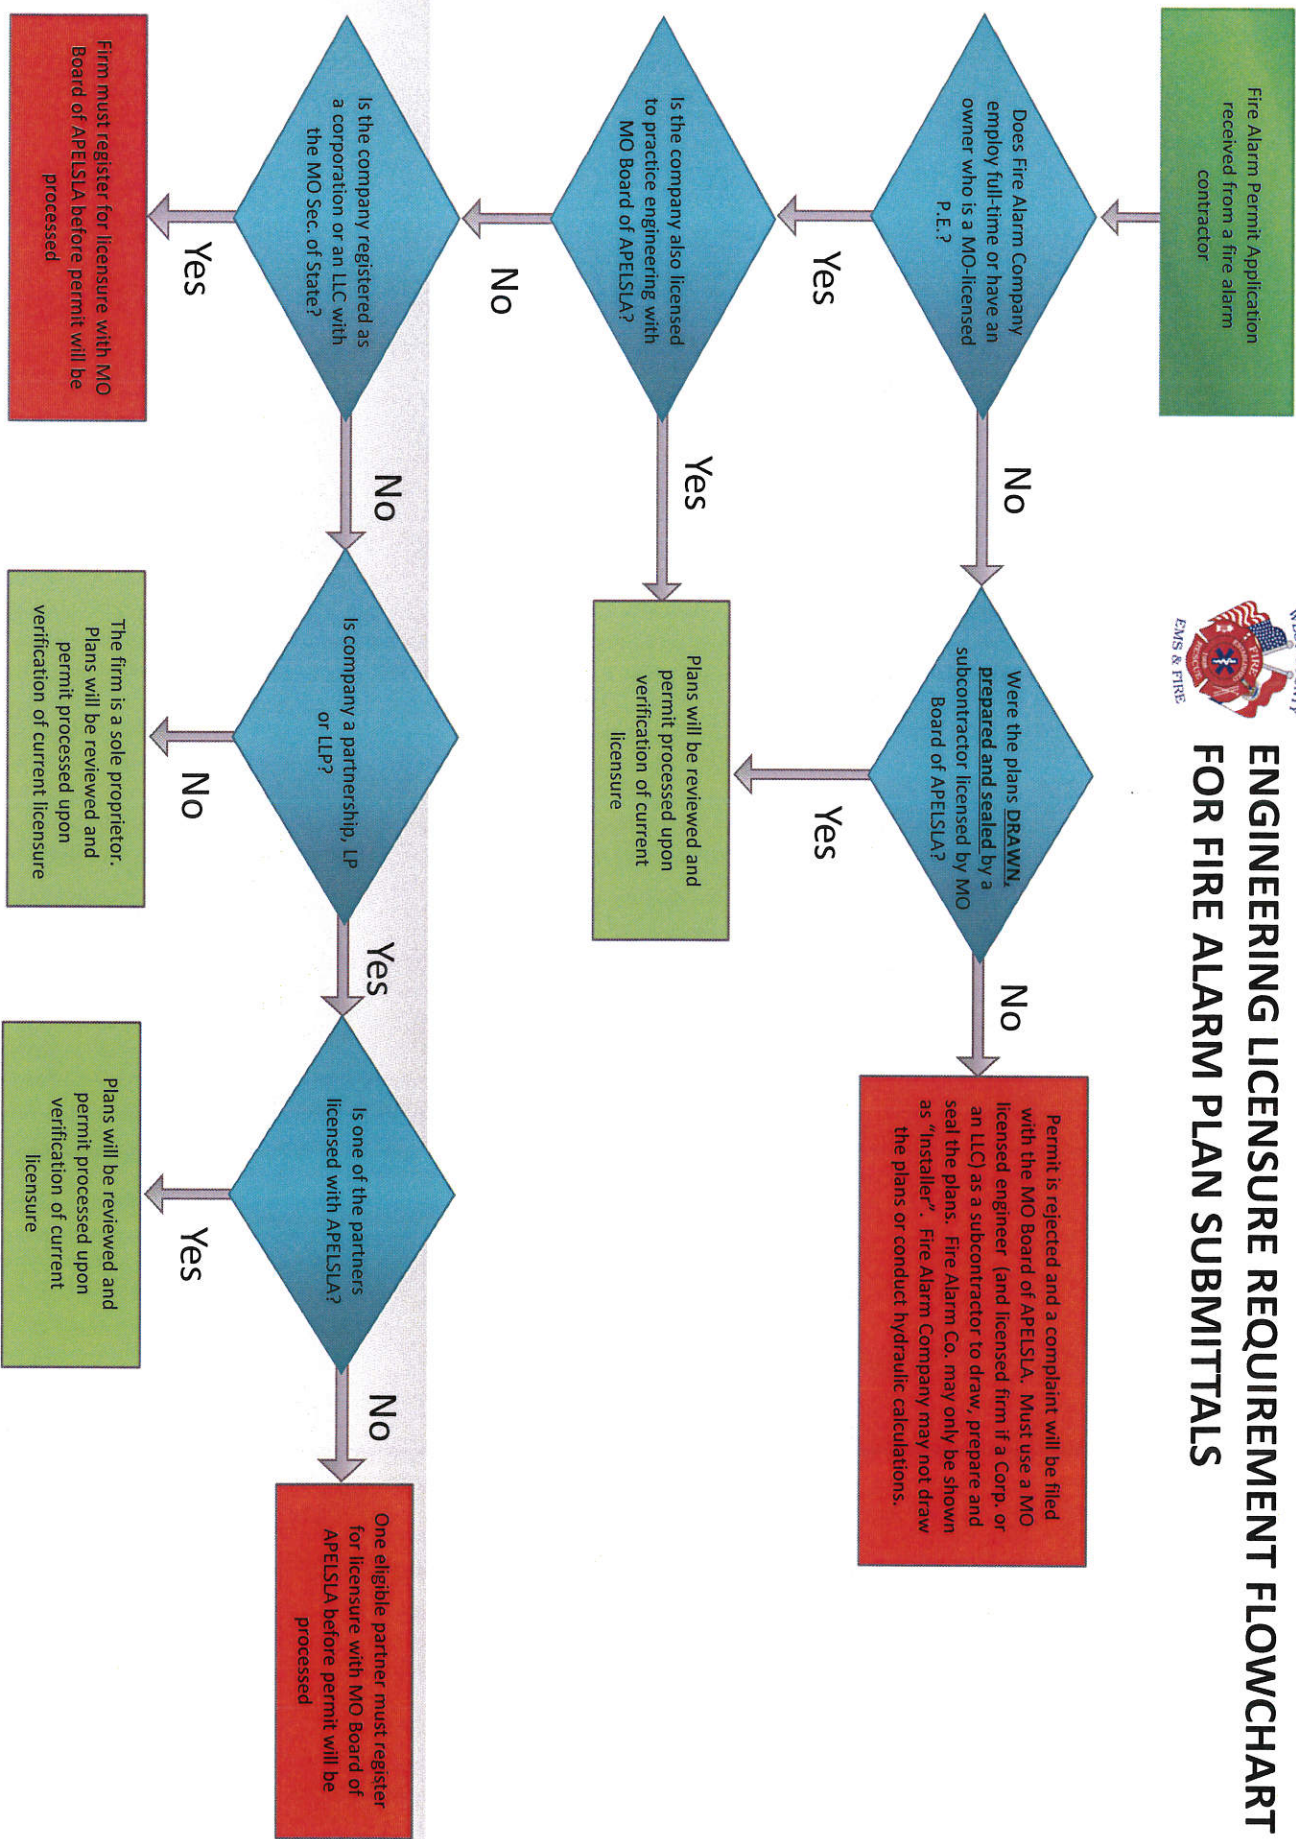 ENGINEERING LICENSURE REQUIREMENT FLOWCHART
FOR FIRE ALARM PLAN SUBMITTALS
FIRE
RESCUE
EMS & FIRE
Fire Alarm Permit Application
received from a fire alarm
contractor
Does Fire Alarm Company
employ full-time or have an
owner who is a MO-licensed
P.E.?
No
Were the plans DRAWN,
prepared and sealed by a
subcontractor licensed by MO
Board of APELSLA?
No
Permit is rejected and a complaint will be filed
with the MO Board of APELSLA. Must use a MO
licensed engineer (and licensed firm if a Corp. or
an LLC) as a subcontractor to draw, prepare and
seal the plans. Fire Alarm Co. may only be shown
as “Installer”. Fire Alarm Company may not draw
the plans or conduct hydraulic calculations.
Yes
Yes
Is the company also licensed
to practice engineering with
MO Board of APELSLA?
Yes
Plans will be reviewed and
permit processed upon
verification of current
licensure
No
Is the company registered as
a corporation or an LLC with
the MO Sec. of State?
No
Is company a partnership, LP
or LLP?
Yes
Is one of the partners
licensed with APELSLA?
No
One eligible partner must register
for licensure with MO Board of
APELSLA before permit will be
processed
Yes
No
Yes
Firm must register for licensure with MO
Board of APELSLA before permit will be
processed
The firm is a sole proprietor.
Plans will be reviewed and
permit processed upon
verification of current licensure
Plans will be reviewed and
permit processed upon
verification of current
licensure